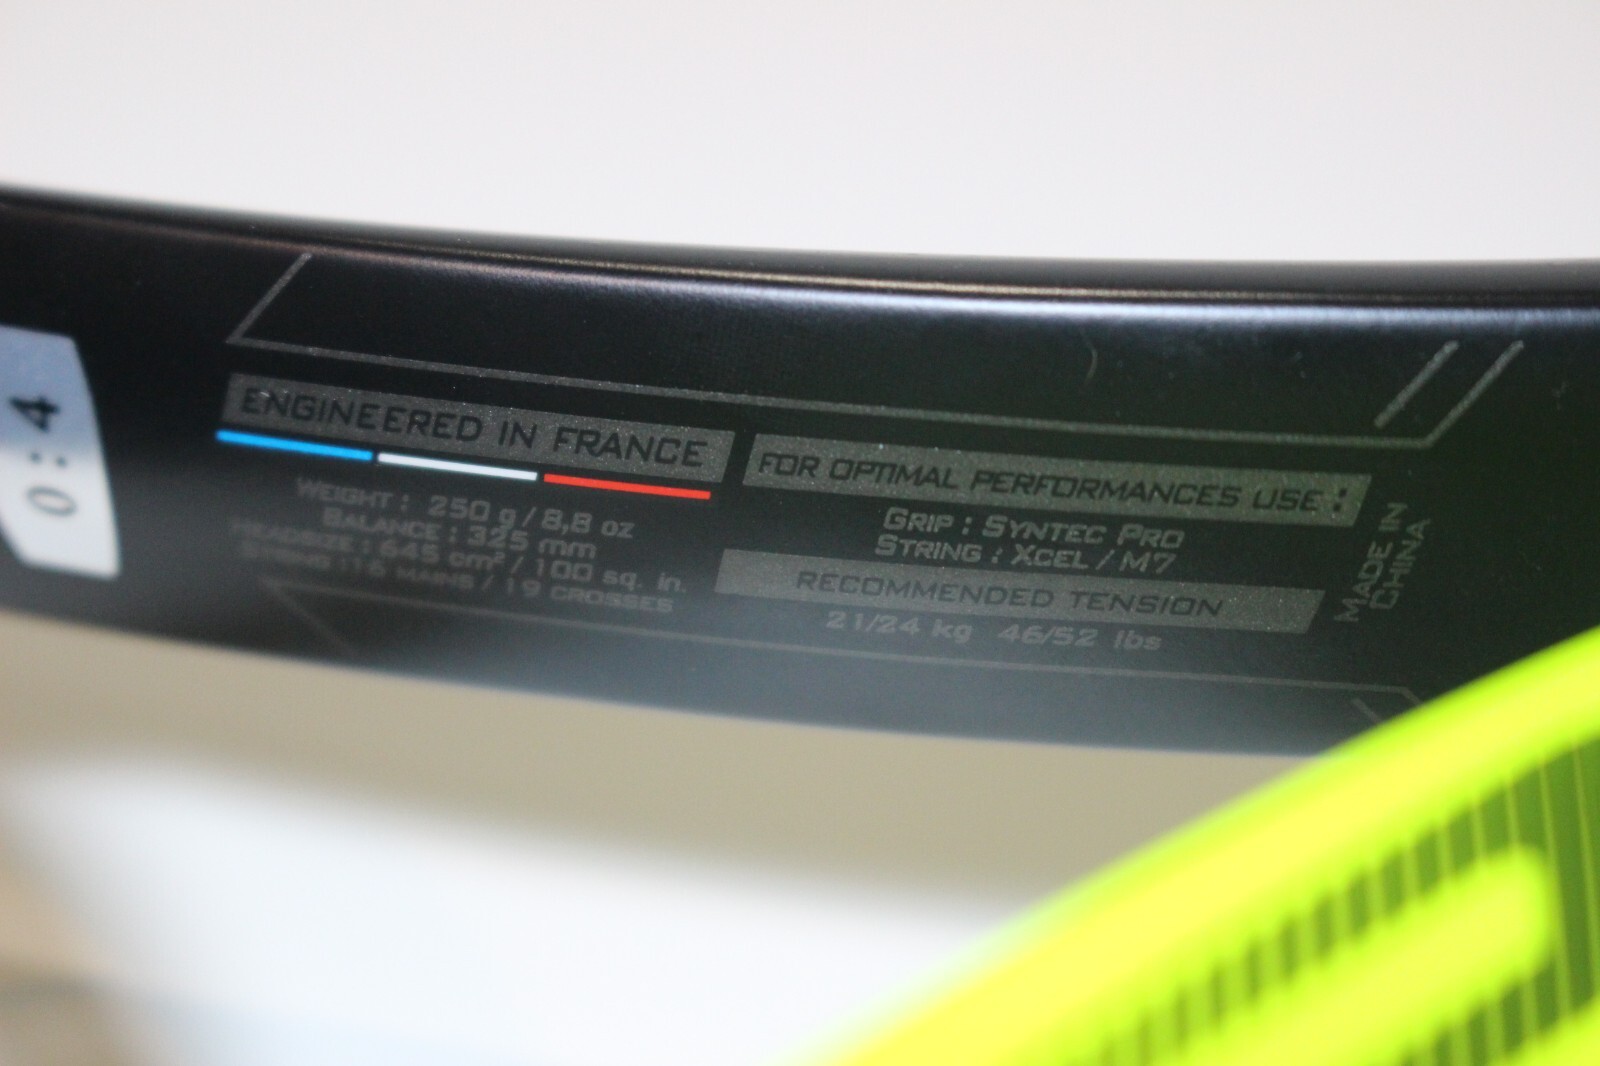 0:4
ENGINEERED IN FRANCE
WEIGHT : 250 g / 8,8 oz
BALANCE : 325 mm
HEADSIZE : 645 cm² / 100 sq. in.
STRING : 16 MAINS / 19 CROSSES
FOR OPTIMAL PERFORMANCES USE :
GRIP : SYNTEC PRO
STRING : XCEL / M7
RECOMMENDED TENSION
21/24 kg 46/52 lbs
MADE IN
CHINA